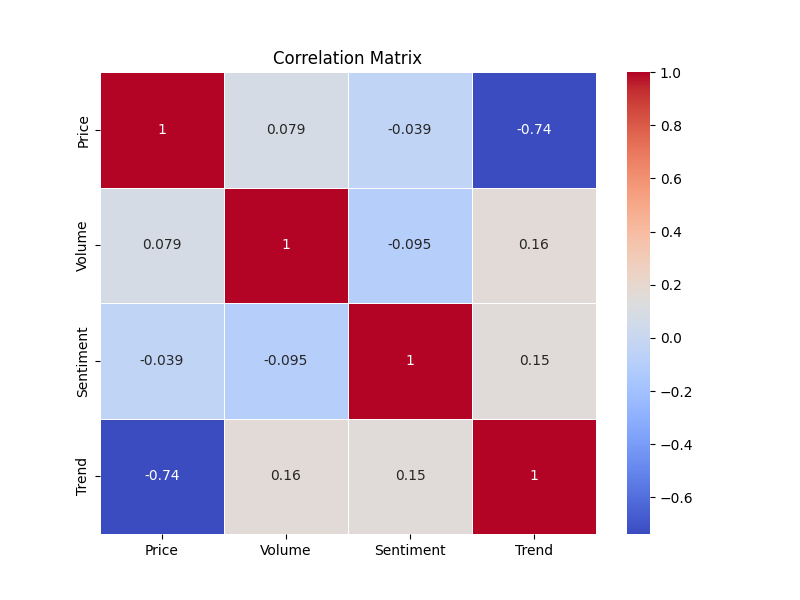 Correlation Matrix
Price 1 0.079 -0.039 -0.74
Volume 0.079 1 -0.095 0.16
Sentiment -0.039 -0.095 1 0.15
Trend -0.74 0.16 0.15 1
Price Volume Sentiment Trend
1.0
0.8
0.6
0.4
0.2
0.0
−0.2
−0.4
−0.6